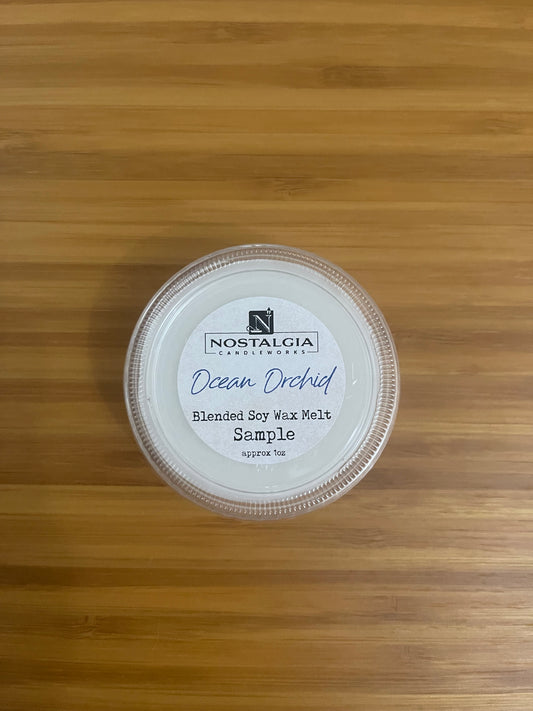 N
NOSTALGIA
CANDLEWORKS
Ocean Orchid
Blended Soy Wax Melt
Sample
approx 1oz